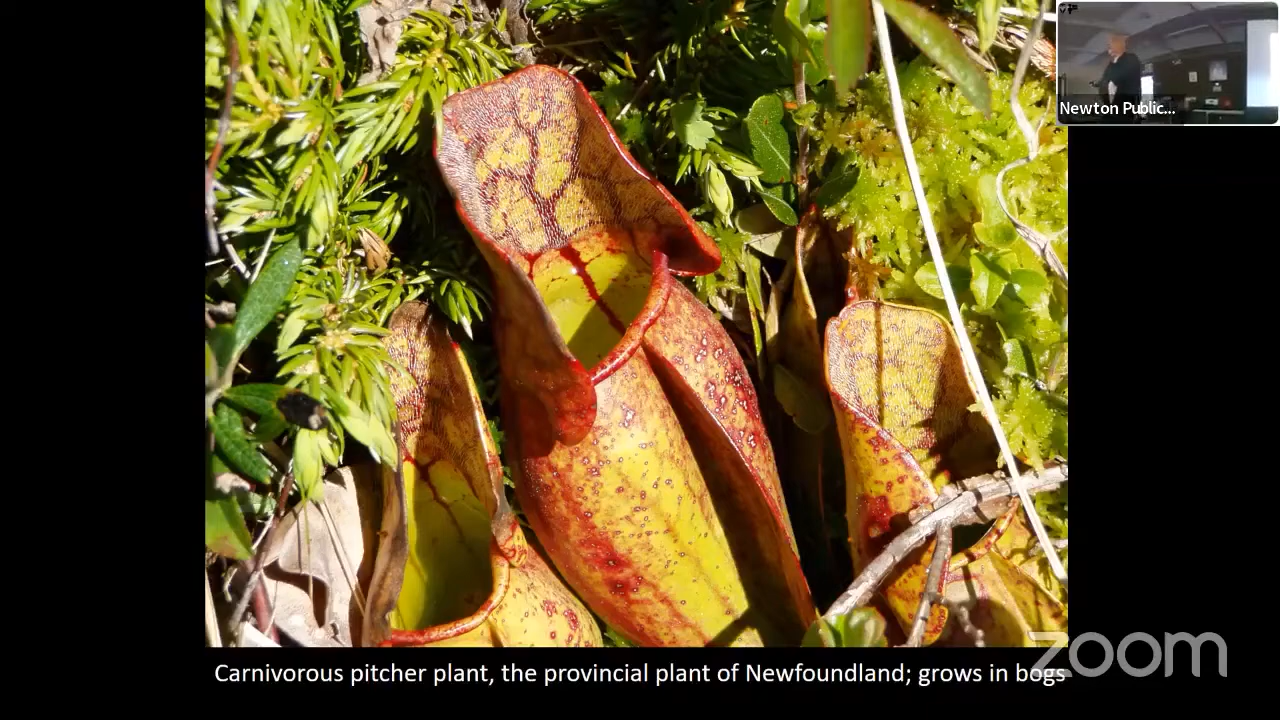 Newton Public...
Carnivorous pitcher plant, the provincial plant of Newfoundland; grows in bogs
zoom